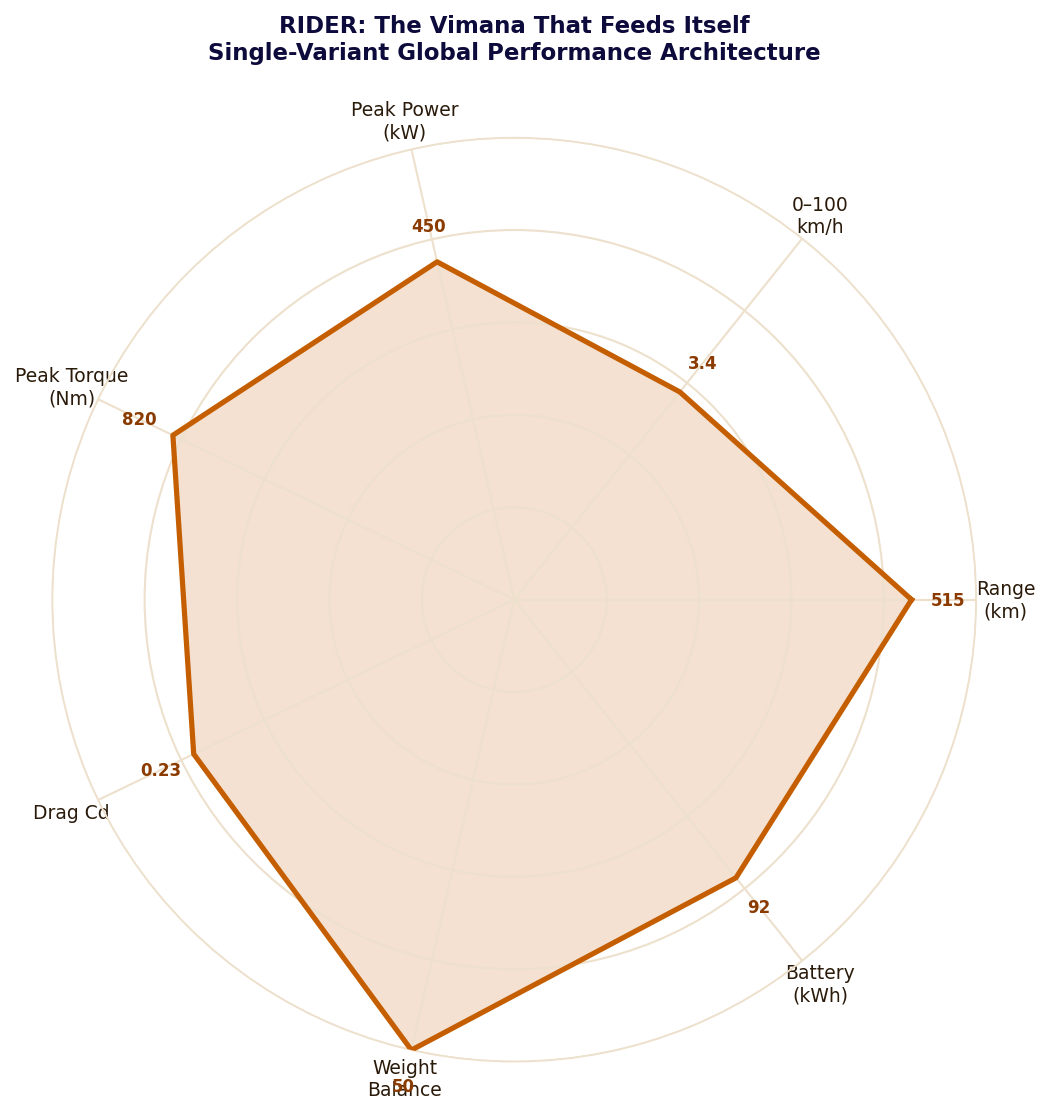 RIDER: The Vimana That Feeds Itself
Single-Variant Global Performance Architecture
Peak Power
(kW)
450
0–100
km/h
3.4
Peak Torque
(Nm)
820
Range
(km)
515
Drag Cd
0.23
92
Battery
(kWh)
Weight
Balance
50